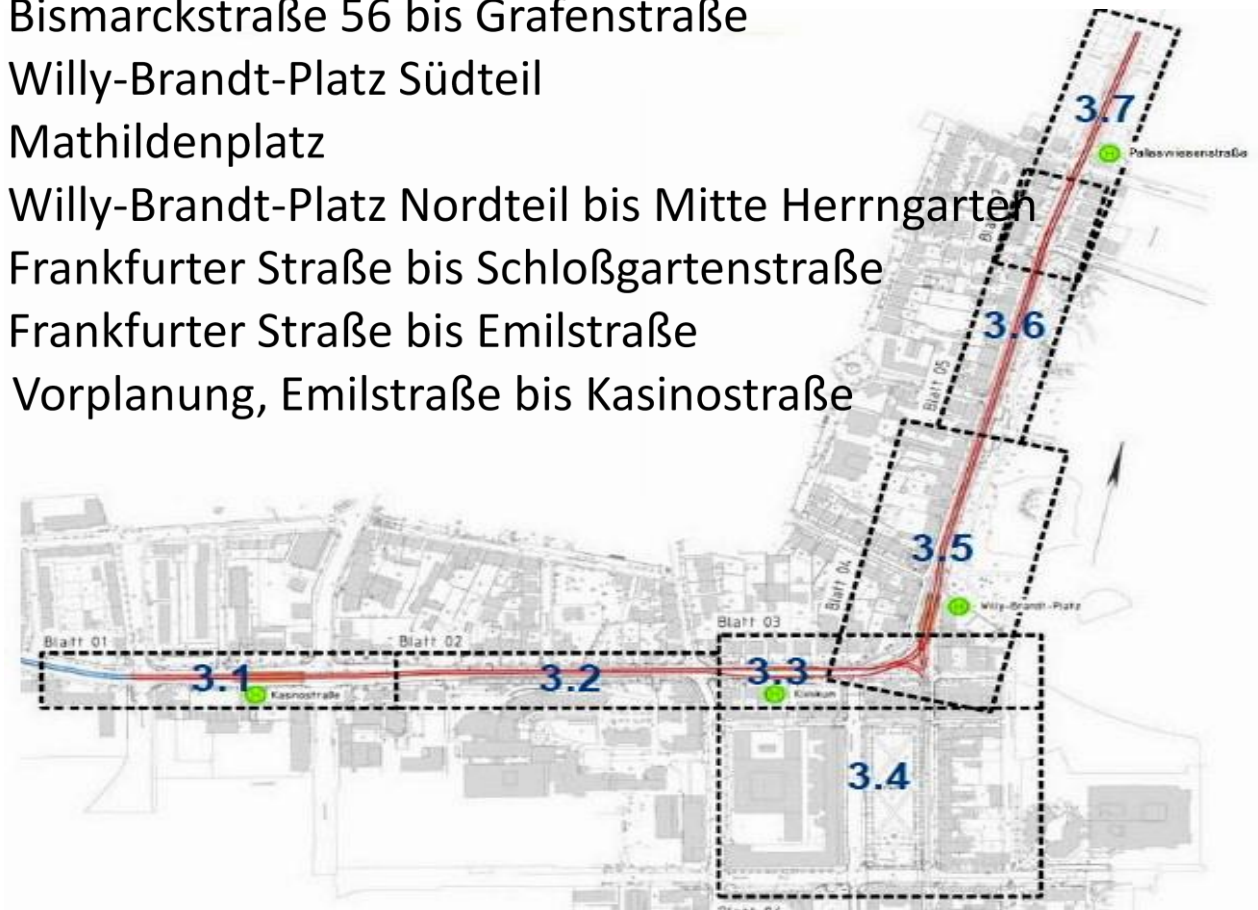 Bismarckstraße 56 bis Grafenstraße
Willy-Brandt-Platz Südteil
Mathildenplatz
Willy-Brandt-Platz Nordteil bis Mitte Herrngarten
Frankfurter Straße bis Schloßgartenstraße
Frankfurter Straße bis Emilstraße
Vorplanung, Emilstraße bis Kasinostraße
3.7
Pallaswiesenstraße
3.6
Blatt 05
3.5
Blatt 04
Willy-Brandt-Platz
Blatt 03
Blatt 01
Blatt 02
3.1
Kasinostraße
3.2
3.3
Klinikum
3.4